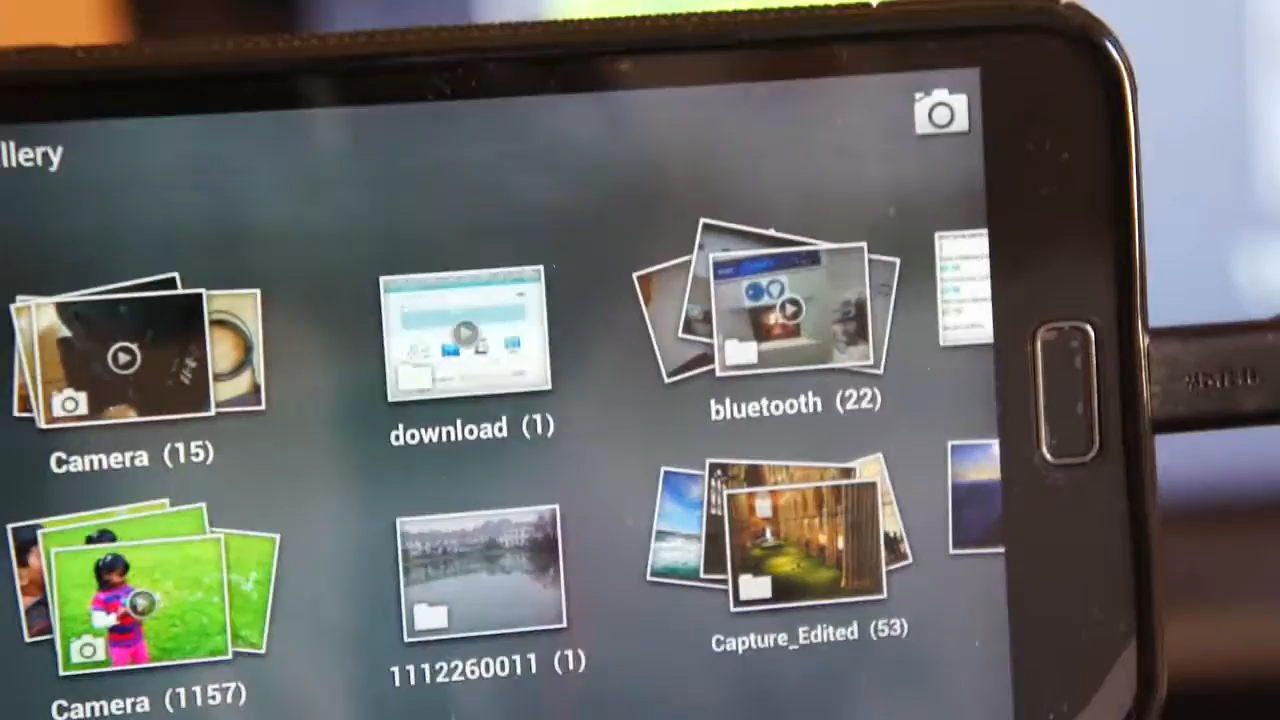 llery
Camera (15)
download (1)
bluetooth (22)
Camera (1157)
1112260011 (1)
Capture_Edited (53)